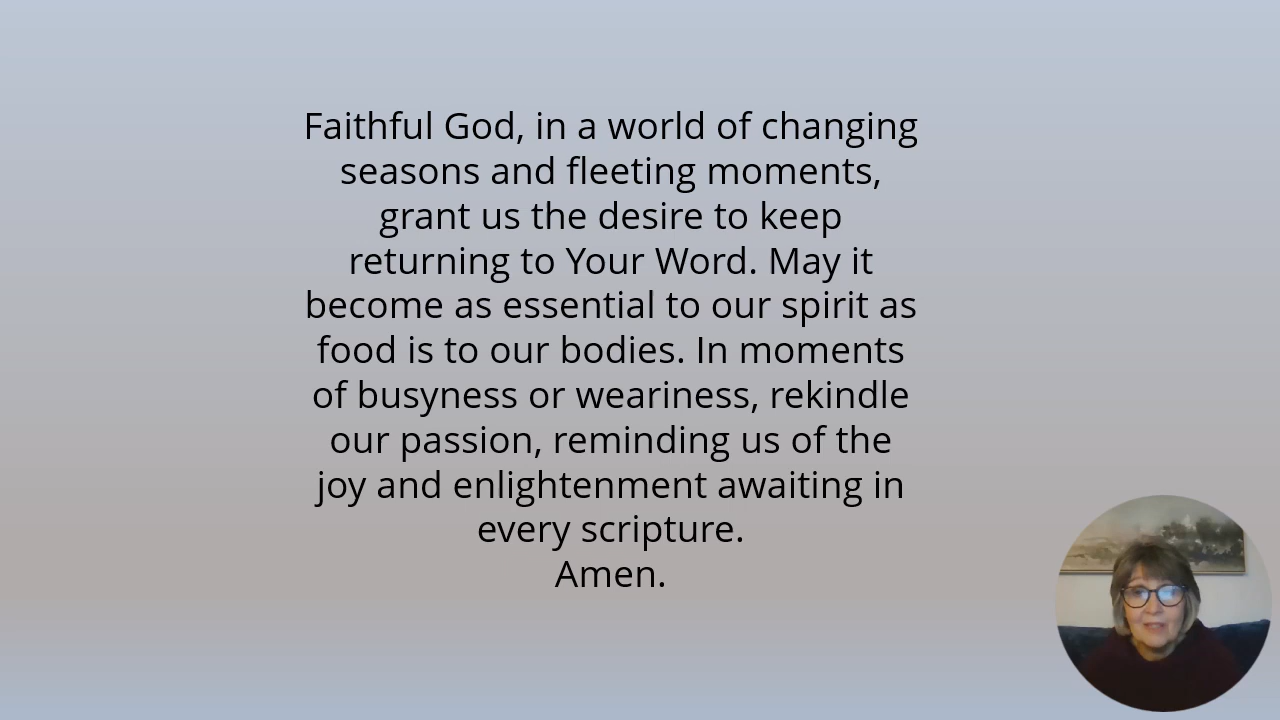 Faithful God, in a world of changing
seasons and fleeting moments,
grant us the desire to keep
returning to Your Word. May it
become as essential to our spirit as
food is to our bodies. In moments
of busyness or weariness, rekindle
our passion, reminding us of the
joy and enlightenment awaiting in
every scripture.
Amen.